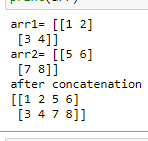 arr1= [[1 2]
 [3 4]]
arr2= [[5 6]
 [7 8]]
after concatenation
[[1 2 5 6]
 [3 4 7 8]]